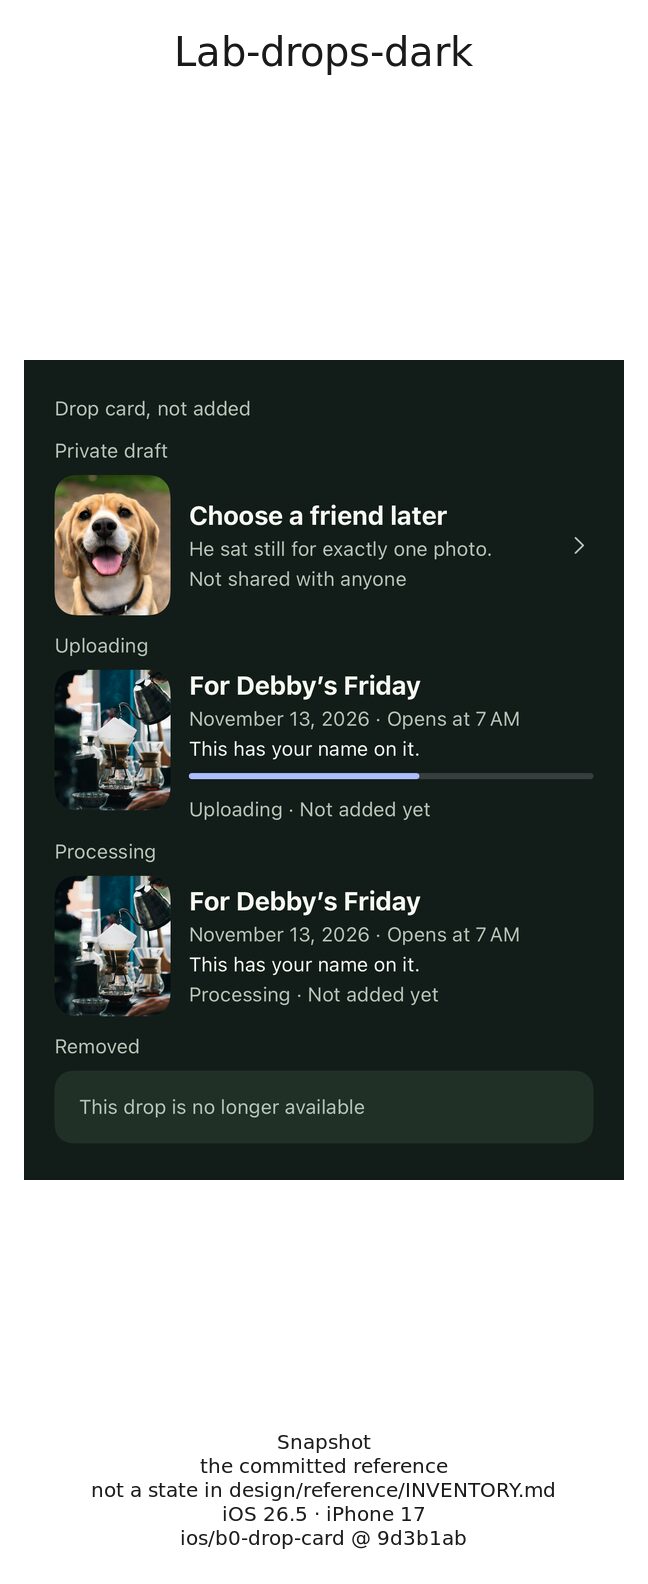 Lab-drops-dark
Drop card, not added
Private draft
Choose a friend later
He sat still for exactly one photo.
Not shared with anyone
Uploading
For Debby’s Friday
November 13, 2026 · Opens at 7 AM
This has your name on it.
Uploading · Not added yet
Processing
For Debby’s Friday
November 13, 2026 · Opens at 7 AM
This has your name on it.
Processing · Not added yet
Removed
This drop is no longer available
Snapshot
the committed reference
not a state in design/reference/INVENTORY.md
iOS 26.5 · iPhone 17
ios/b0-drop-card @ 9d3b1ab